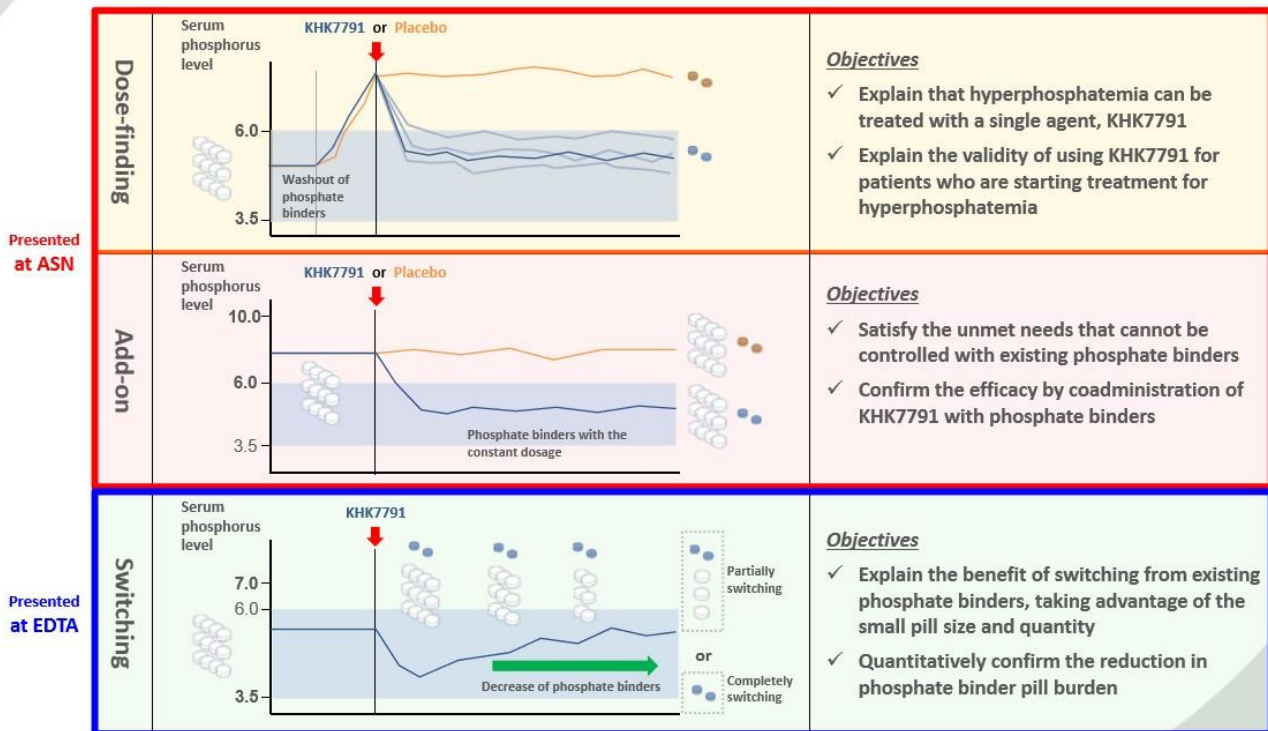 Presented
at ASN
Dose-finding
Serum
phosphorus
level
KHK7791 or Placebo
6.0
3.5
Washout of
phosphate
binders
Objectives
✓ Explain that hyperphosphatemia can be
treated with a single agent, KHK7791
✓ Explain the validity of using KHK7791 for
patients who are starting treatment for
hyperphosphatemia
Add-on
Serum
phosphorus
level
KHK7791 or Placebo
10.0
6.0
3.5
Phosphate binders with the
constant dosage
Objectives
✓ Satisfy the unmet needs that cannot be
controlled with existing phosphate binders
✓ Confirm the efficacy by coadministration of
KHK7791 with phosphate binders
Presented
at EDTA
Switching
Serum
phosphorus
level
KHK7791
7.0
6.0
3.5
Decrease of phosphate binders
Partially
switching
or
Completely
switching
Objectives
✓ Explain the benefit of switching from existing
phosphate binders, taking advantage of the
small pill size and quantity
✓ Quantitatively confirm the reduction in
phosphate binder pill burden